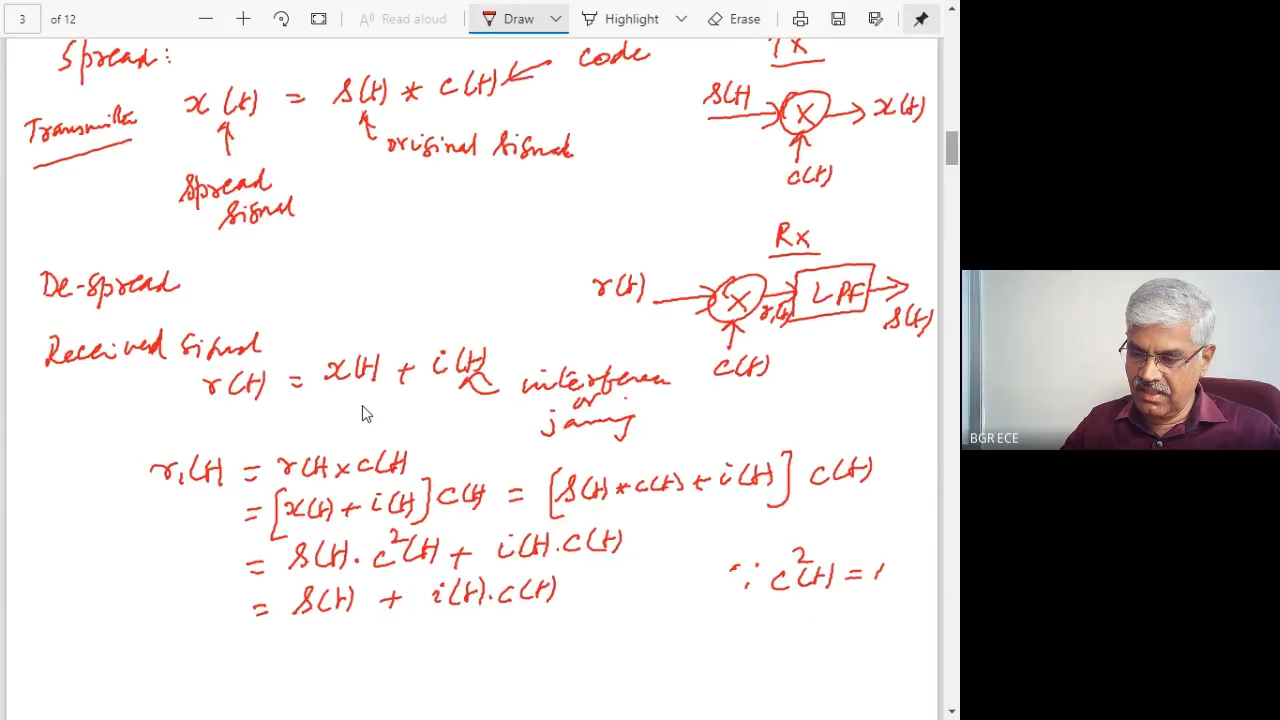 3 of 12 Read aloud Draw Highlight Erase
Spread:
Tx
code
Transmitter x(t) = s(t) * c(t)
s(t) X x(t)
original signal
c(t)
spread
signal
Rx
De-spread
r(t) X r₁(t) LPF s(t)
c(t)
Received signal
r(t) = x(t) + i(t) interference
or
jaming
r₁(t) = r(t) × c(t)
= [x(t) + i(t)] c(t) = [s(t) * c(t) + i(t)] c(t)
= s(t) · c²(t) + i(t) · c(t)
∵ c²(t) = 1
= s(t) + i(t) · c(t)
BGR ECE